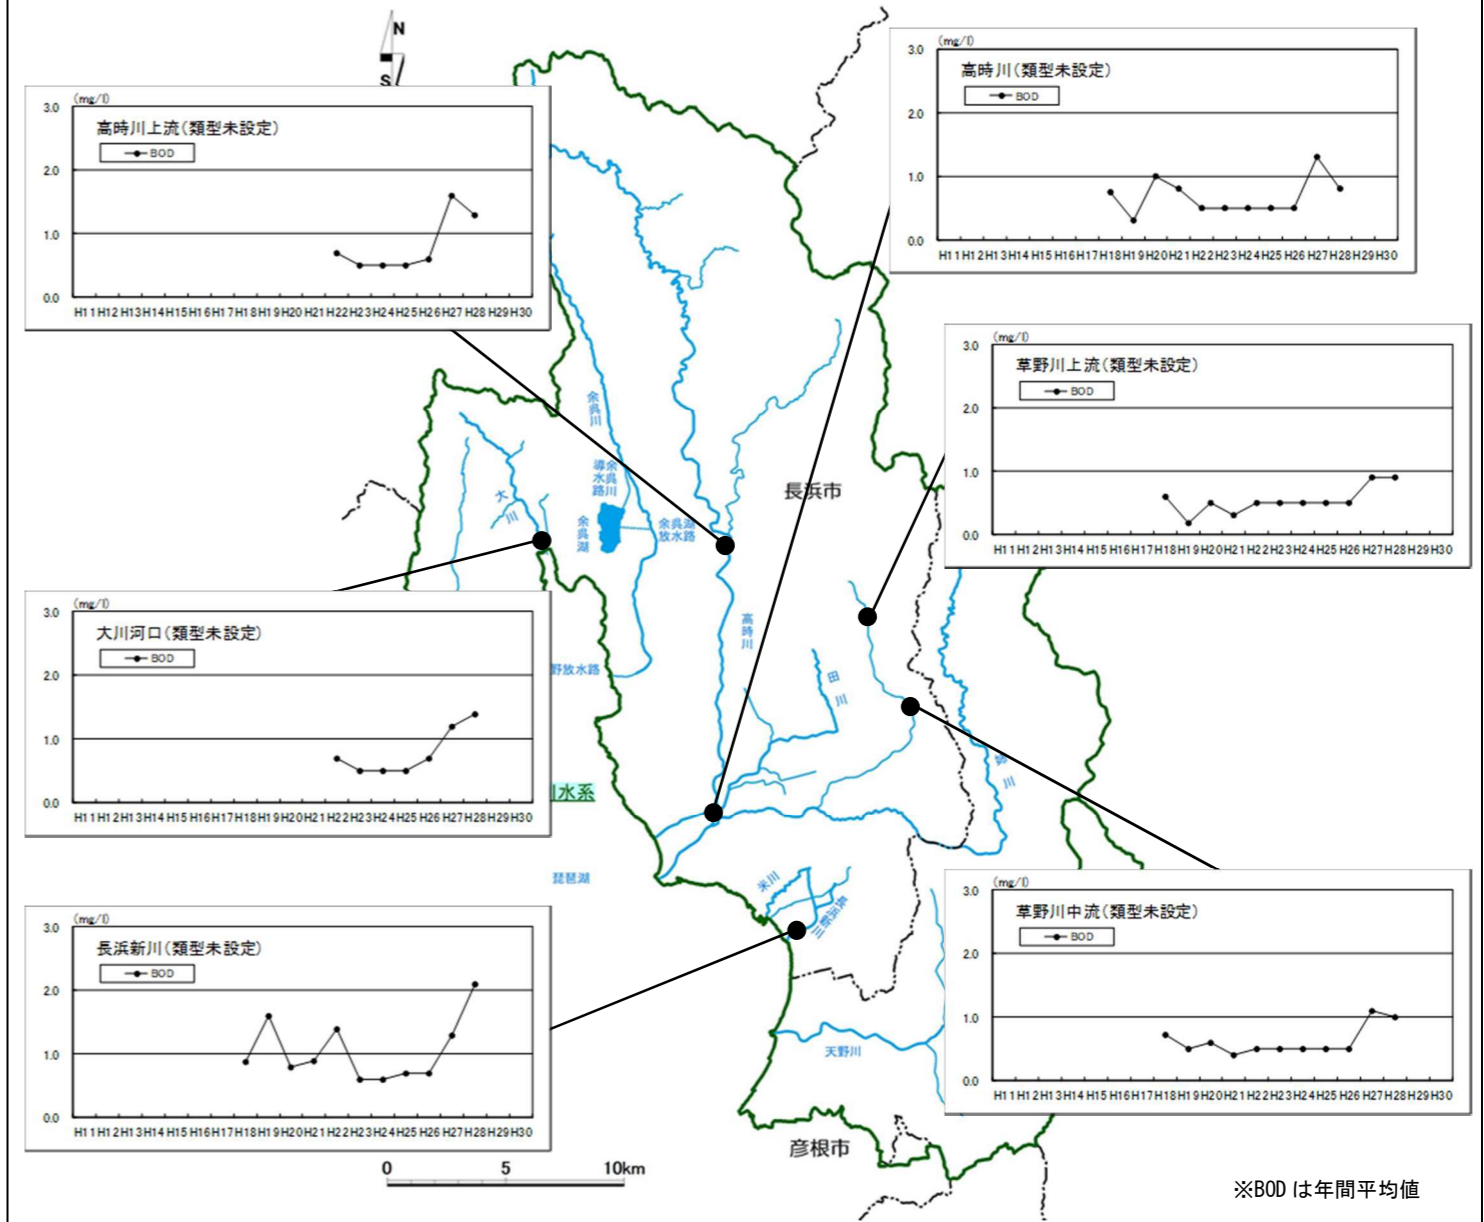 N
S
(mg/l)
3.0
高時川上流(類型未設定)
BOD
2.0
1.0
0.0
H11 H12 H13 H14 H15 H16 H17 H18 H19 H20 H21 H22 H23 H24 H25 H26 H27 H28 H29 H30
(mg/l)
3.0
高時川(類型未設定)
BOD
2.0
1.0
0.0
H11 H12 H13 H14 H15 H16 H17 H18 H19 H20 H21 H22 H23 H24 H25 H26 H27 H28 H29 H30
(mg/l)
3.0
草野川上流(類型未設定)
BOD
2.0
1.0
0.0
H11 H12 H13 H14 H15 H16 H17 H18 H19 H20 H21 H22 H23 H24 H25 H26 H27 H28 H29 H30
余呉川
余呉川
導水路
大川
余呉湖
余呉湖
放水路
長浜市
高時川
田川
野放水路
川水系
琵琶湖
米川
長浜新川
天野川
彦根市
(mg/l)
3.0
大川河口(類型未設定)
BOD
2.0
1.0
0.0
H11 H12 H13 H14 H15 H16 H17 H18 H19 H20 H21 H22 H23 H24 H25 H26 H27 H28 H29 H30
(mg/l)
3.0
長浜新川(類型未設定)
BOD
2.0
1.0
0.0
H11 H12 H13 H14 H15 H16 H17 H18 H19 H20 H21 H22 H23 H24 H25 H26 H27 H28 H29 H30
(mg/l)
3.0
草野川中流(類型未設定)
BOD
2.0
1.0
0.0
H11 H12 H13 H14 H15 H16 H17 H18 H19 H20 H21 H22 H23 H24 H25 H26 H27 H28 H29 H30
0 5 10km
※BODは年間平均値